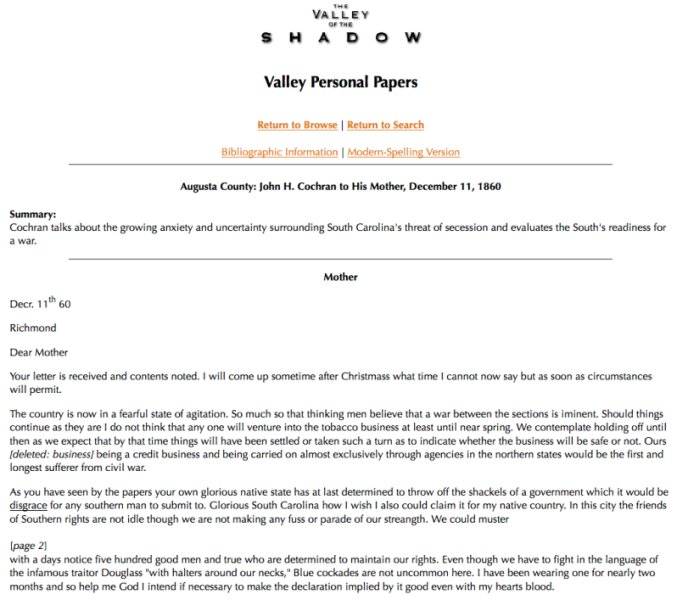 THE
VALLEY
OF THE
SHADOW
Valley Personal Papers
Return to Browse | Return to Search
Bibliographic Information | Modern-Spelling Version
Augusta County: John H. Cochran to His Mother, December 11, 1860
Summary:
Cochran talks about the growing anxiety and uncertainty surrounding South Carolina's threat of secession and evaluates the South's readiness for
a war.
Mother
Decr. 11th 60
Richmond
Dear Mother
Your letter is received and contents noted. I will come up sometime after Christmass what time I cannot now say but as soon as circumstances
will permit.
The country is now in a fearful state of agitation. So much so that thinking men believe that a war between the sections is iminent. Should things
continue as they are I do not think that any one will venture into the tobacco business at least until near spring. We contemplate holding off until
then as we expect that by that time things will have been settled or taken such a turn as to indicate whether the business will be safe or not. Ours
[deleted: business] being a credit business and being carried on almost exclusively through agencies in the northern states would be the first and
longest sufferer from civil war.
As you have seen by the papers your own glorious native state has at last determined to throw off the shackels of a government which it would be
disgrace for any southern man to submit to. Glorious South Carolina how I wish I also could claim it for my native country. In this city the friends
of Southern rights are not idle though we are not making any fuss or parade of our streangth. We could muster
[page 2]
with a days notice five hundred good men and true who are determined to maintain our rights. Even though we have to fight in the language of
the infamous traitor Douglass "with halters around our necks," Blue cockades are not uncommon here. I have been wearing one for nearly two
months and so help me God I intend if necessary to make the declaration implied by it good even with my hearts blood.